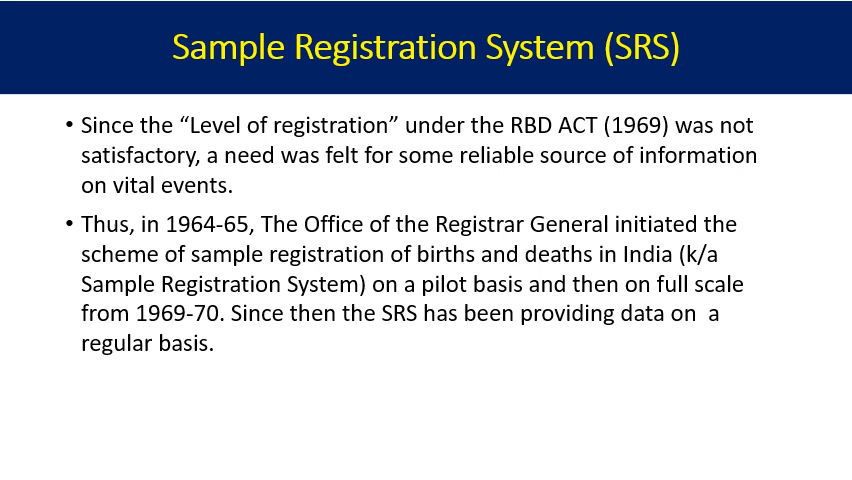 Sample Registration System (SRS)
• Since the “Level of registration” under the RBD ACT (1969) was not
satisfactory, a need was felt for some reliable source of information
on vital events.
• Thus, in 1964-65, The Office of the Registrar General initiated the
scheme of sample registration of births and deaths in India (k/a
Sample Registration System) on a pilot basis and then on full scale
from 1969-70. Since then the SRS has been providing data on  a
regular basis.